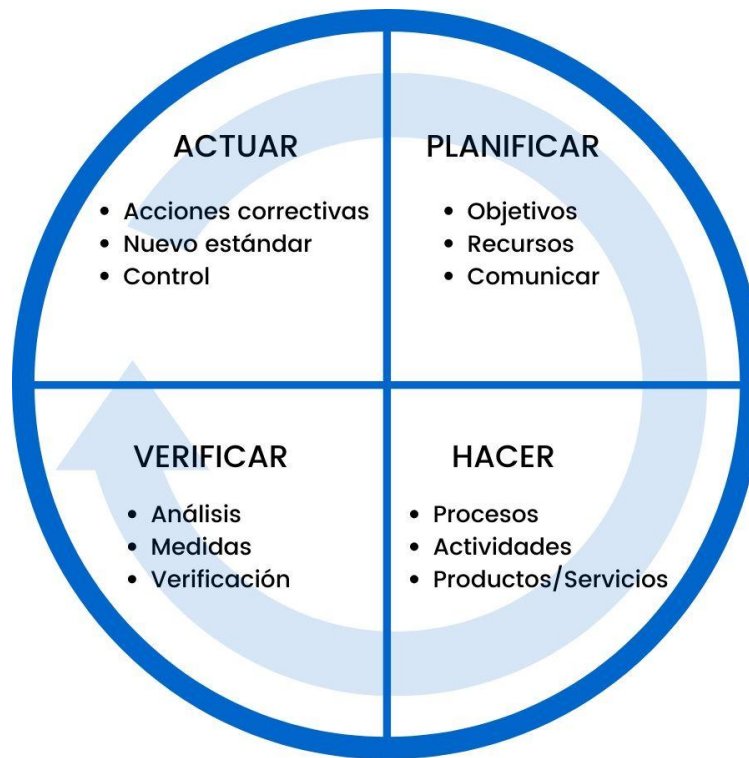 ACTUAR
• Acciones correctivas
• Nuevo estándar
• Control
PLANIFICAR
• Objetivos
• Recursos
• Comunicar
VERIFICAR
• Análisis
• Medidas
• Verificación
HACER
• Procesos
• Actividades
• Productos/Servicios